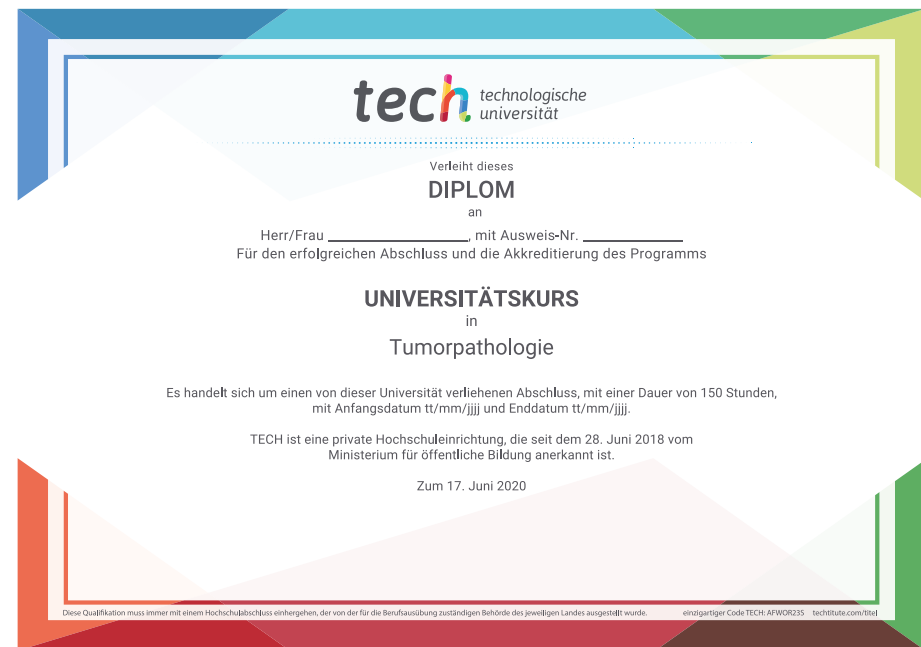 tech technologische
universität
Verleiht dieses
DIPLOM
an
Herr/Frau ____________________, mit Ausweis-Nr. ______________
Für den erfolgreichen Abschluss und die Akkreditierung des Programms
UNIVERSITÄTSKURS
in
Tumorpathologie
Es handelt sich um einen von dieser Universität verliehenen Abschluss, mit einer Dauer von 150 Stunden,
mit Anfangsdatum tt/mm/jjjj und Enddatum tt/mm/jjjj.
TECH ist eine private Hochschuleinrichtung, die seit dem 28. Juni 2018 vom
Ministerium für öffentliche Bildung anerkannt ist.
Zum 17. Juni 2020
Diese Qualifikation muss immer mit einem Hochschulabschluss einhergehen, der von der für die Berufsausübung zuständigen Behörde des jeweiligen Landes ausgestellt wurde. einzigartiger Code TECH: AFWOR23S techtitute.com/titel